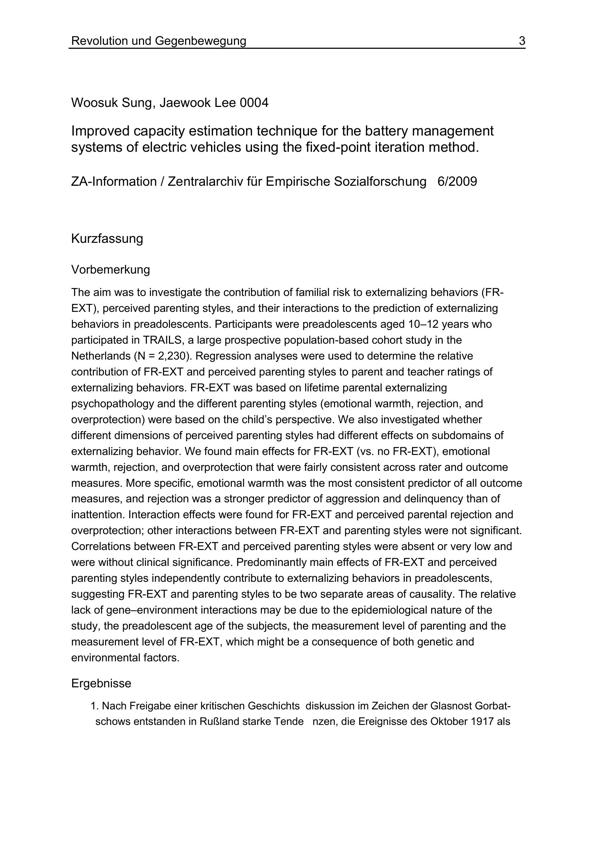 Revolution und Gegenbewegung 3
Woosuk Sung, Jaewook Lee 0004
Improved capacity estimation technique for the battery management
systems of electric vehicles using the fixed-point iteration method.
ZA-Information / Zentralarchiv für Empirische Sozialforschung 6/2009
Kurzfassung
Vorbemerkung
The aim was to investigate the contribution of familial risk to externalizing behaviors (FR-
EXT), perceived parenting styles, and their interactions to the prediction of externalizing
behaviors in preadolescents. Participants were preadolescents aged 10–12 years who
participated in TRAILS, a large prospective population-based cohort study in the
Netherlands (N = 2,230). Regression analyses were used to determine the relative
contribution of FR-EXT and perceived parenting styles to parent and teacher ratings of
externalizing behaviors. FR-EXT was based on lifetime parental externalizing
psychopathology and the different parenting styles (emotional warmth, rejection, and
overprotection) were based on the child's perspective. We also investigated whether
different dimensions of perceived parenting styles had different effects on subdomains of
externalizing behavior. We found main effects for FR-EXT (vs. no FR-EXT), emotional
warmth, rejection, and overprotection that were fairly consistent across rater and outcome
measures. More specific, emotional warmth was the most consistent predictor of all outcome
measures, and rejection was a stronger predictor of aggression and delinquency than of
inattention. Interaction effects were found for FR-EXT and perceived parental rejection and
overprotection; other interactions between FR-EXT and parenting styles were not significant.
Correlations between FR-EXT and perceived parenting styles were absent or very low and
were without clinical significance. Predominantly main effects of FR-EXT and perceived
parenting styles independently contribute to externalizing behaviors in preadolescents,
suggesting FR-EXT and parenting styles to be two separate areas of causality. The relative
lack of gene–environment interactions may be due to the epidemiological nature of the
study, the preadolescent age of the subjects, the measurement level of parenting and the
measurement level of FR-EXT, which might be a consequence of both genetic and
environmental factors.
Ergebnisse
1. Nach Freigabe einer kritischen Geschichts diskussion im Zeichen der Glasnost Gorbat-
schows entstanden in Rußland starke Tende nzen, die Ereignisse des Oktober 1917 als